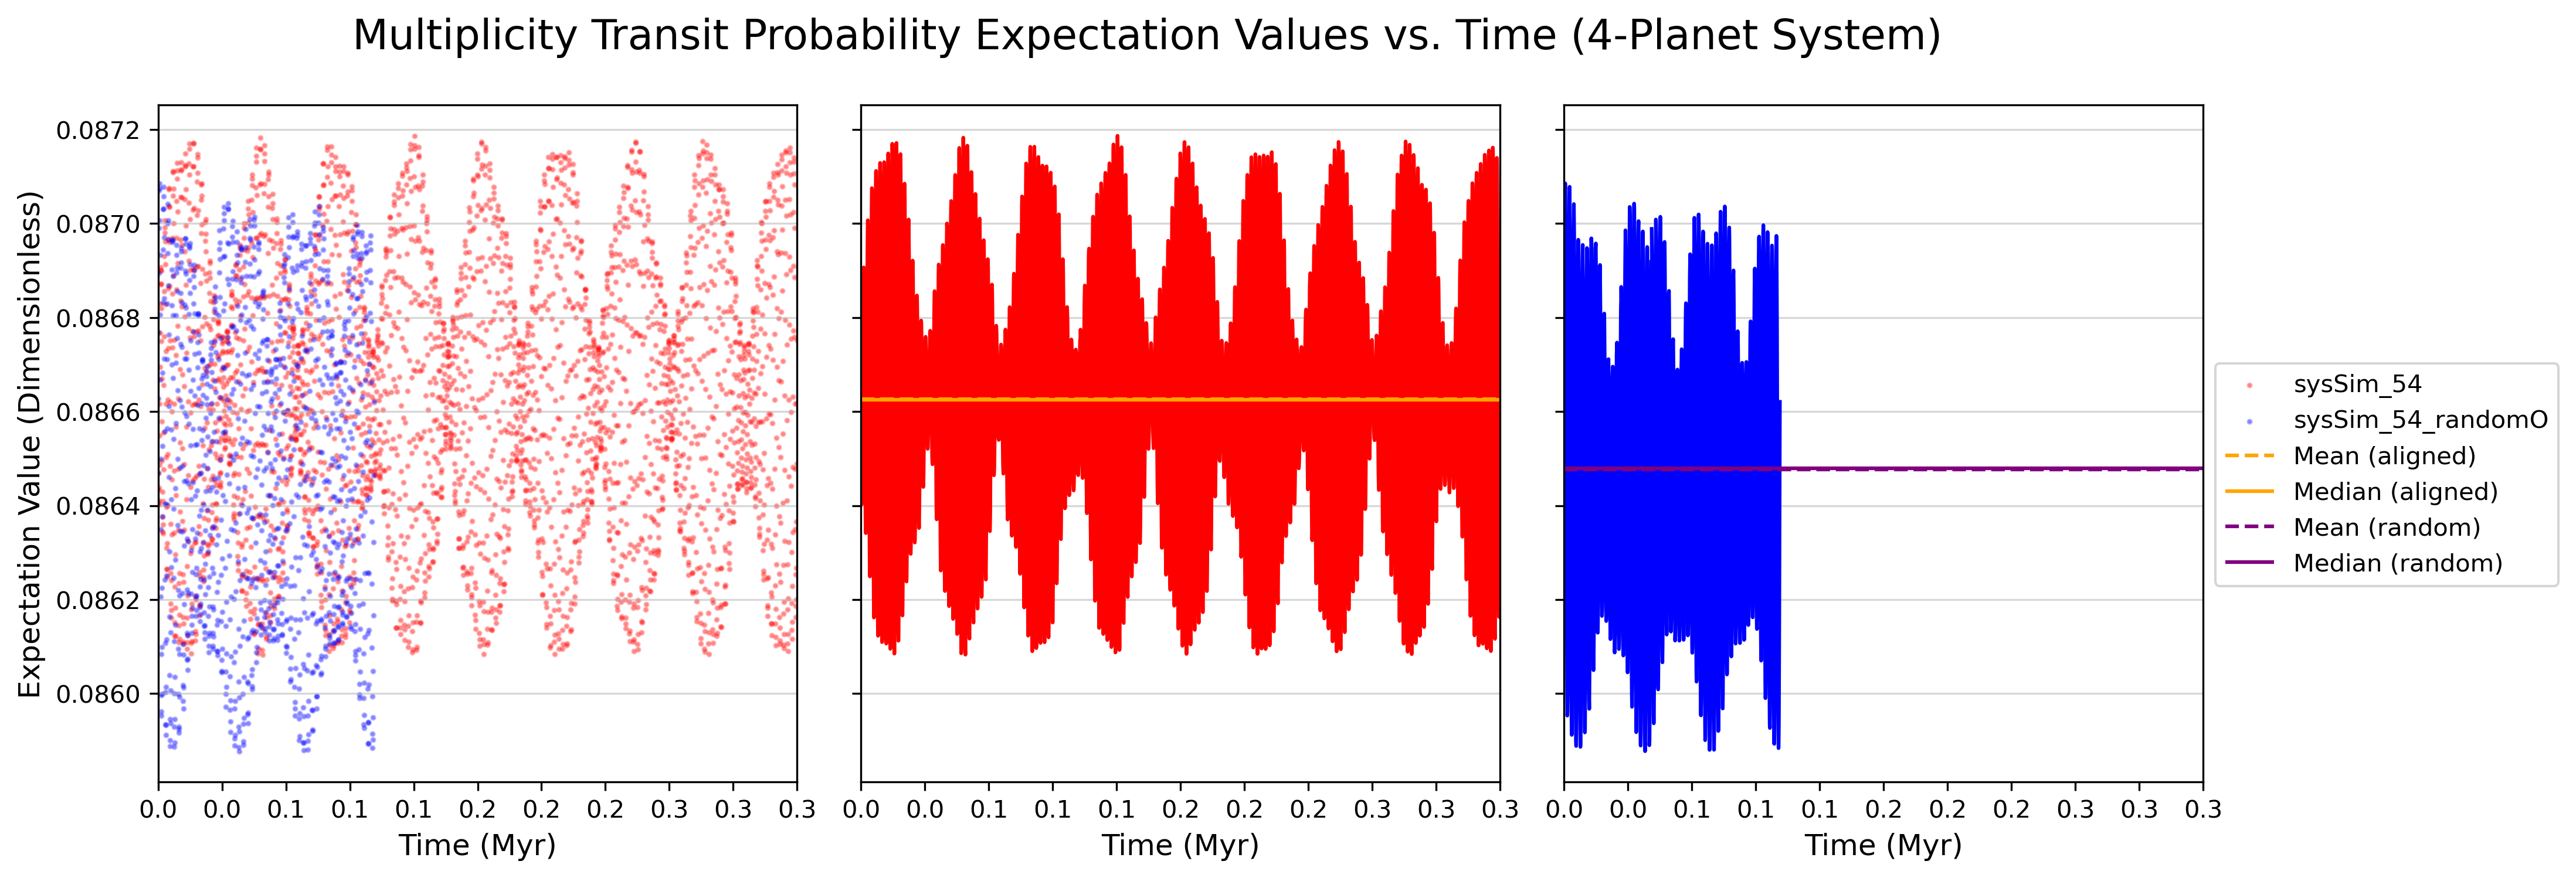 Multiplicity Transit Probability Expectation Values vs. Time (4-Planet System)
Expectation Value (Dimensionless)
0.0872
0.0870
0.0868
0.0866
0.0864
0.0862
0.0860
0.0 0.0 0.1 0.1 0.1 0.2 0.2 0.2 0.3 0.3 0.3
Time (Myr)
0.0 0.0 0.1 0.1 0.1 0.2 0.2 0.2 0.3 0.3 0.3
Time (Myr)
0.0 0.0 0.1 0.1 0.1 0.2 0.2 0.2 0.3 0.3 0.3
Time (Myr)
sysSim_54
sysSim_54_randomO
Mean (aligned)
Median (aligned)
Mean (random)
Median (random)